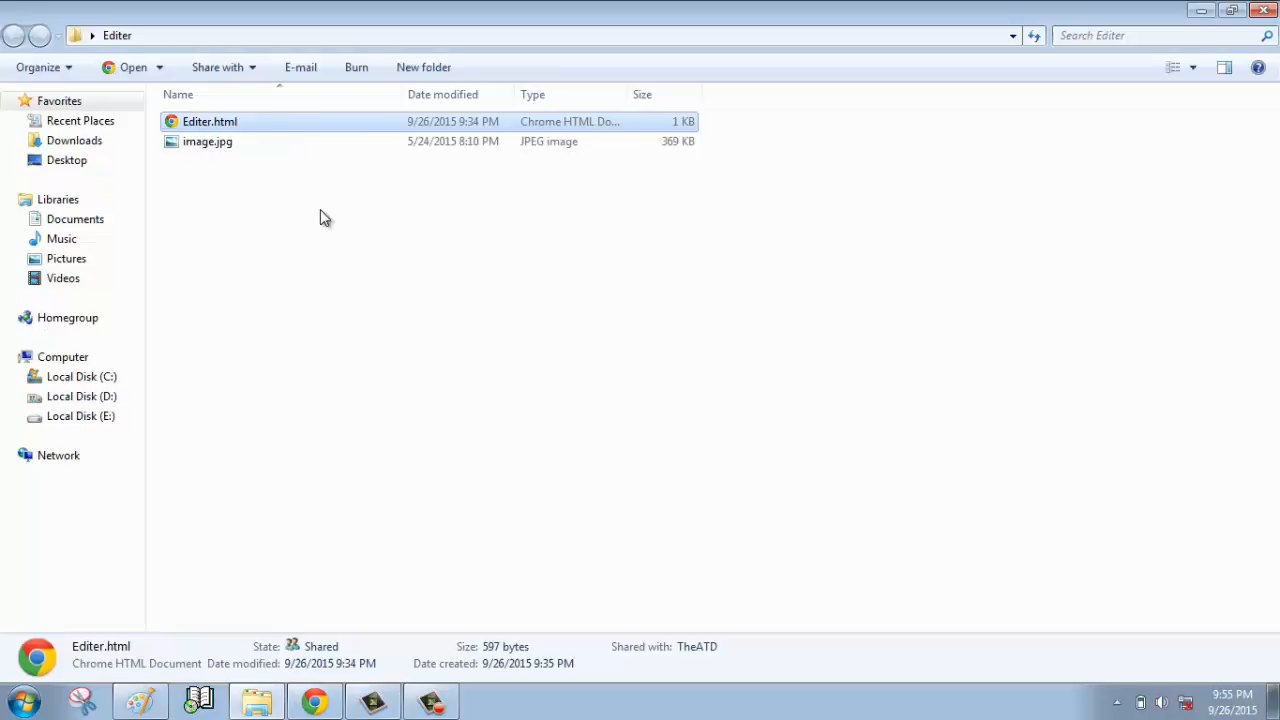 Editer
Search Editer
Organize Open Share with E-mail Burn New folder
Name Date modified Type Size
Favorites
Recent Places
Downloads
Desktop
Libraries
Documents
Music
Pictures
Videos
Homegroup
Computer
Local Disk (C:)
Local Disk (D:)
Local Disk (E:)
Network
Editer.html 9/26/2015 9:34 PM Chrome HTML Do... 1 KB
image.jpg 5/24/2015 8:10 PM JPEG image 369 KB
Editer.html State: Shared Size: 597 bytes Shared with: TheATD
Chrome HTML Document Date modified: 9/26/2015 9:34 PM Date created: 9/26/2015 9:35 PM
9:55 PM
9/26/2015